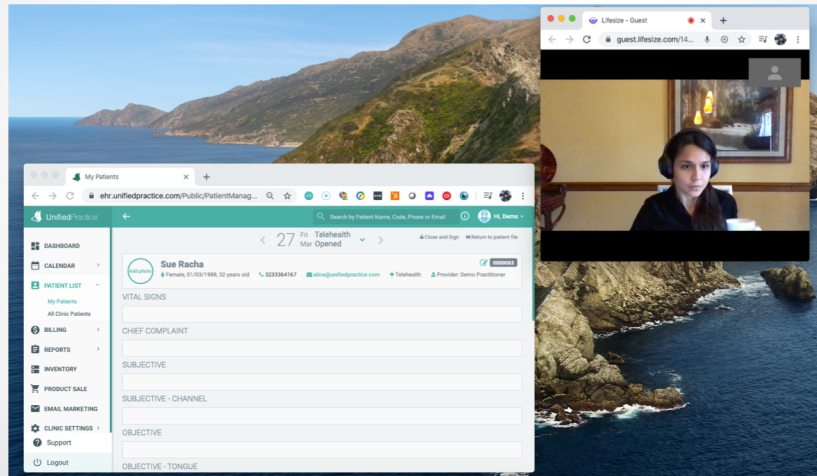 Lifesize - Guest
guest.lifesize.com/14...
My Patients
ehr.unifiedpractice.com/Public/PatientManag...
UnifiedPractice
Search by Patient Name, Code, Phone or Email
Hi, Demo
27 Fri Mar Telehealth Opened
Close and Sign
Return to patient file
DASHBOARD
CALENDAR
PATIENT LIST
My Patients
All Clinic Patients
BILLING
REPORTS
INVENTORY
PRODUCT SALE
EMAIL MARKETING
CLINIC SETTINGS
Support
Logout
Add photo
Sue Racha
0000063
Female, 01/03/1988, 32 years old
3233364167
alina@unifiedpractice.com
Telehealth
Provider: Demo Practitioner
VITAL SIGNS
CHIEF COMPLAINT
SUBJECTIVE
SUBJECTIVE - CHANNEL
OBJECTIVE
OBJECTIVE - TONGUE